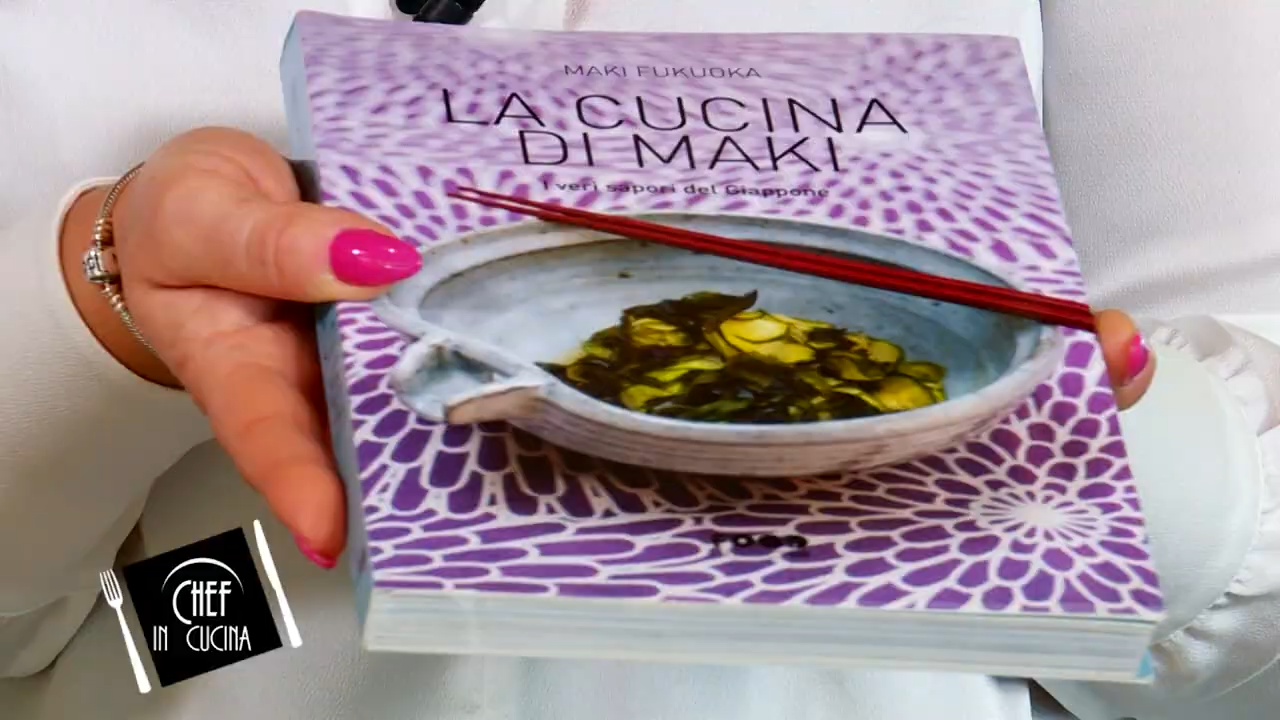 MAKI FUKUOKA
LA CUCINA
DI MAKI
I veri sapori del Giappone
CHEF
IN CUCINA